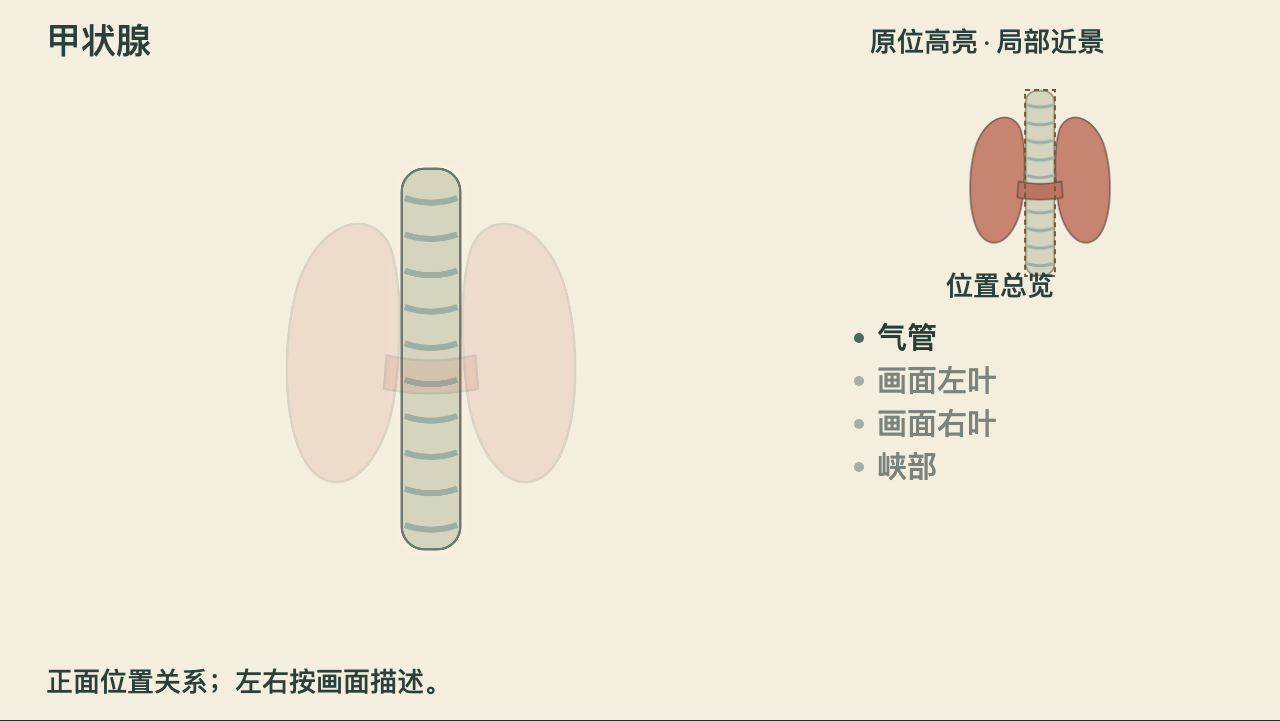 甲状腺
原位高亮 · 局部近景
位置总览
气管
画面左叶
画面右叶
峡部
正面位置关系；左右按画面描述。